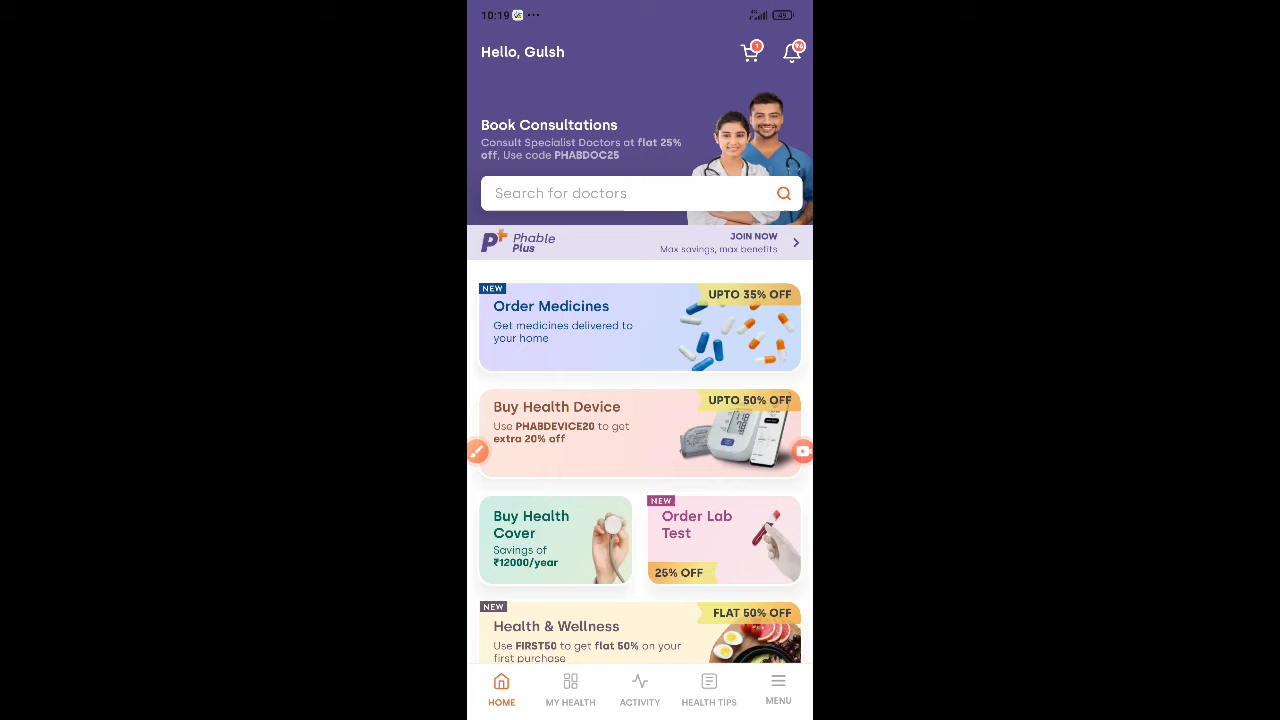 10:19
4G
49
Hello, Gulsh
1
96
Book Consultations
Consult Specialist Doctors at flat 25%
off, Use code PHABDOC25
Search for doctors
Phable
Plus
JOIN NOW
Max savings, max benefits
NEW
UPTO 35% OFF
Order Medicines
Get medicines delivered to
your home
UPTO 50% OFF
Buy Health Device
Use PHABDEVICE20 to get
extra 20% off
Buy Health
Cover
Savings of
₹12000/year
NEW
Order Lab
Test
25% OFF
NEW
FLAT 50% OFF
Health & Wellness
Use FIRST50 to get flat 50% on your
first purchase
HOME
MY HEALTH
ACTIVITY
HEALTH TIPS
MENU